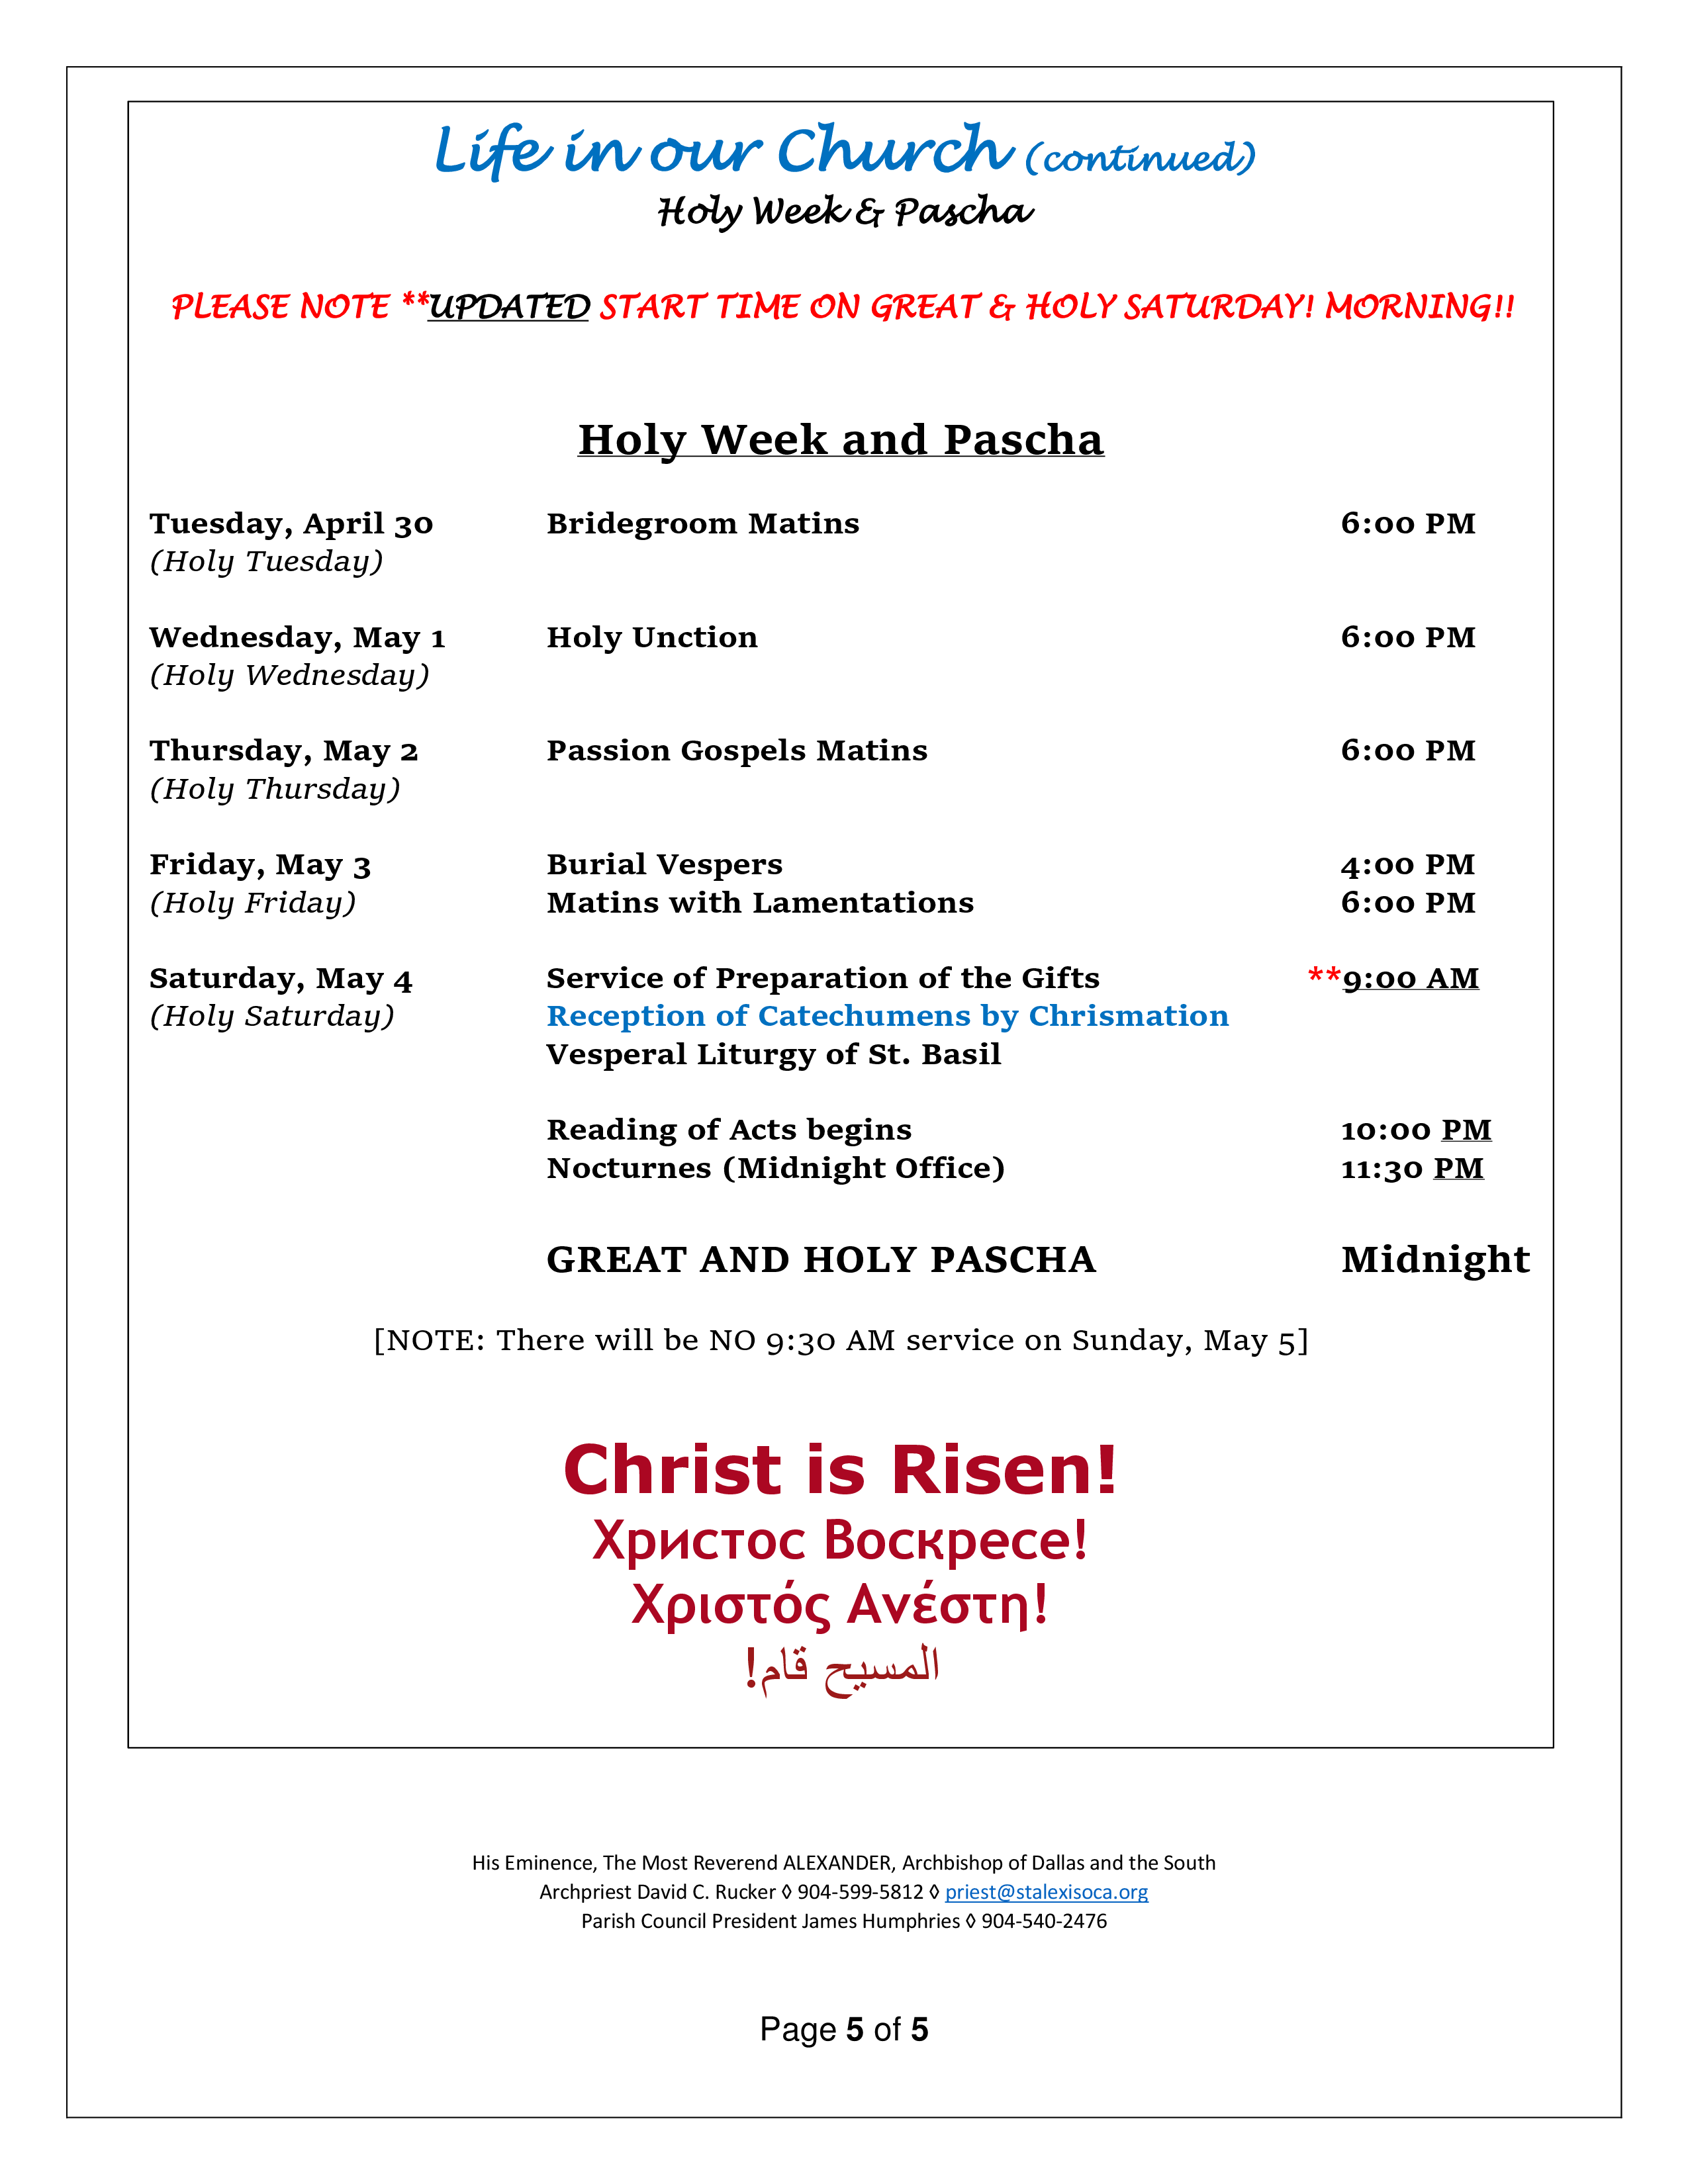 Life in our Church (continued)
Holy Week & Pascha
PLEASE NOTE **UPDATED START TIME ON GREAT & HOLY SATURDAY! MORNING!!
Holy Week and Pascha
Tuesday, April 30 Bridegroom Matins 6:00 PM
(Holy Tuesday)
Wednesday, May 1 Holy Unction 6:00 PM
(Holy Wednesday)
Thursday, May 2 Passion Gospels Matins 6:00 PM
(Holy Thursday)
Friday, May 3 Burial Vespers 4:00 PM
(Holy Friday) Matins with Lamentations 6:00 PM
Saturday, May 4 Service of Preparation of the Gifts **9:00 AM
(Holy Saturday) Reception of Catechumens by Chrismation
Vesperal Liturgy of St. Basil
Reading of Acts begins 10:00 PM
Nocturnes (Midnight Office) 11:30 PM
GREAT AND HOLY PASCHA Midnight
[NOTE: There will be NO 9:30 AM service on Sunday, May 5]
Christ is Risen!
Христос Воскресе!
Χριστός Ανέστη!
المسيح قام!
His Eminence, The Most Reverend ALEXANDER, Archbishop of Dallas and the South
Archpriest David C. Rucker ◊ 904-599-5812 ◊ priest@stalexisoca.org
Parish Council President James Humphries ◊ 904-540-2476
Page 5 of 5